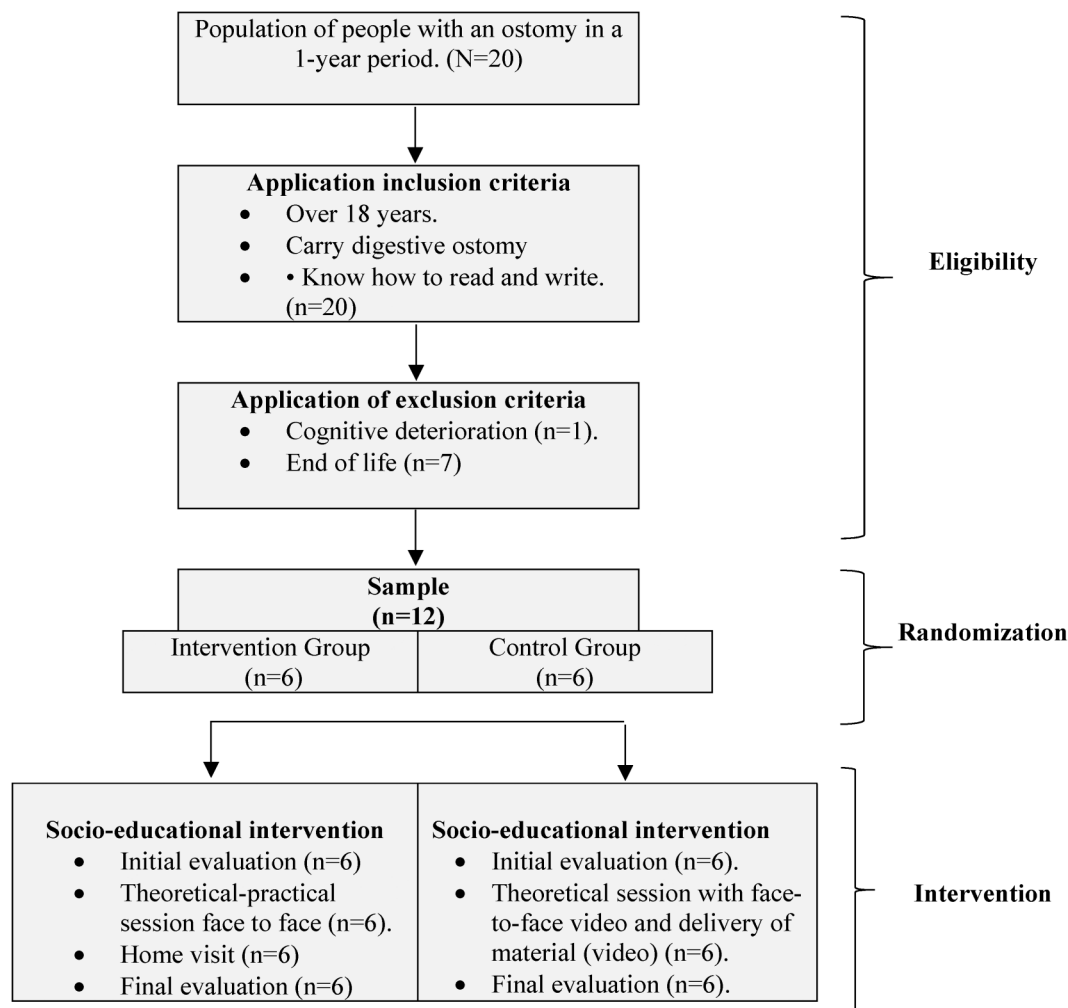 Population of people with an ostomy in a
1-year period. (N=20)
Application inclusion criteria
• Over 18 years.
• Carry digestive ostomy
• • Know how to read and write.
(n=20)
Eligibility
Application of exclusion criteria
• Cognitive deterioration (n=1).
• End of life (n=7)
Sample
(n=12)
Intervention Group
(n=6)
Control Group
(n=6)
Randomization
Socio-educational intervention
• Initial evaluation (n=6)
• Theoretical-practical
session face to face (n=6).
• Home visit (n=6)
• Final evaluation (n=6)
Socio-educational intervention
• Initial evaluation (n=6).
• Theoretical session with face-
to-face video and delivery of
material (video) (n=6).
• Final evaluation (n=6).
Intervention